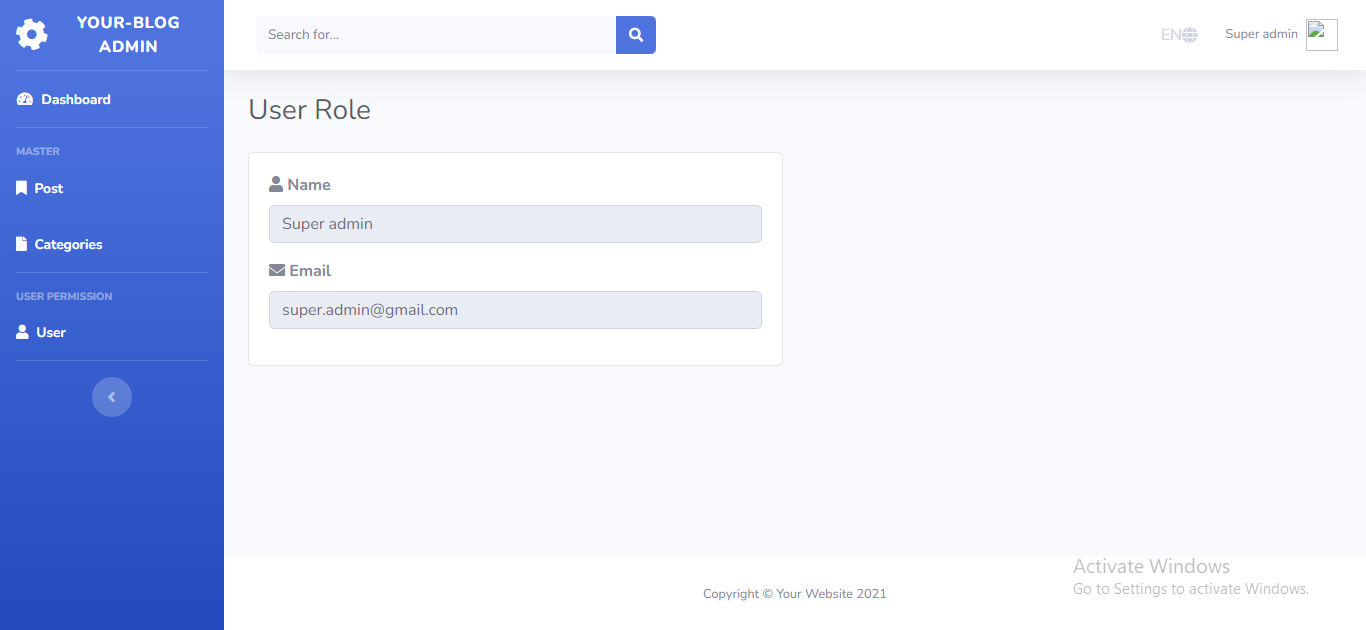 YOUR-BLOG
ADMIN
Search for...
EN
Super admin
Dashboard
User Role
MASTER
Name
Post
Super admin
Categories
Email
USER PERMISSION
super.admin@gmail.com
User
Activate Windows
Go to Settings to activate Windows.
Copyright © Your Website 2021